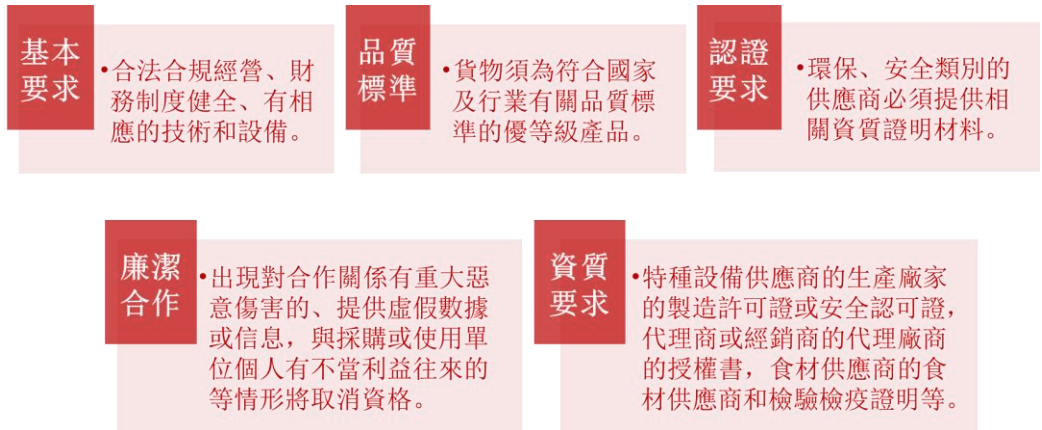 基本
要求
•合法合規經營、財
務制度健全、有相
應的技術和設備。
品質
標準
•貨物須為符合國家
及行業有關品質標
準的優等級產品。
認證
要求
•環保、安全類別的
供應商必須提供相
關資質證明材料。
廉潔
合作
•出現對合作關係有重大惡
意傷害的、提供虛假數據
或信息，與採購或使用單
位個人有不當利益往來的
等情形將取消資格。
資質
要求
•特種設備供應商的生產廠家
的製造許可證或安全認可證，
代理商或經銷商的代理廠商
的授權書，食材供應商的食
材供應商和檢驗檢疫證明等。